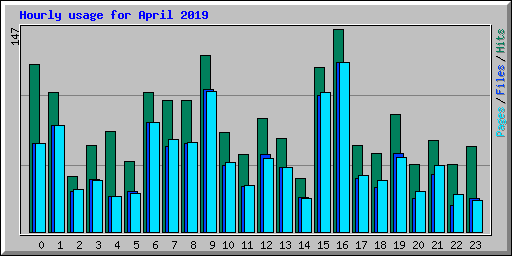 Hourly usage for April 2019
147
Pages/Files/Hits
0 1 2 3 4 5 6 7 8 9 10 11 12 13 14 15 16 17 18 19 20 21 22 23